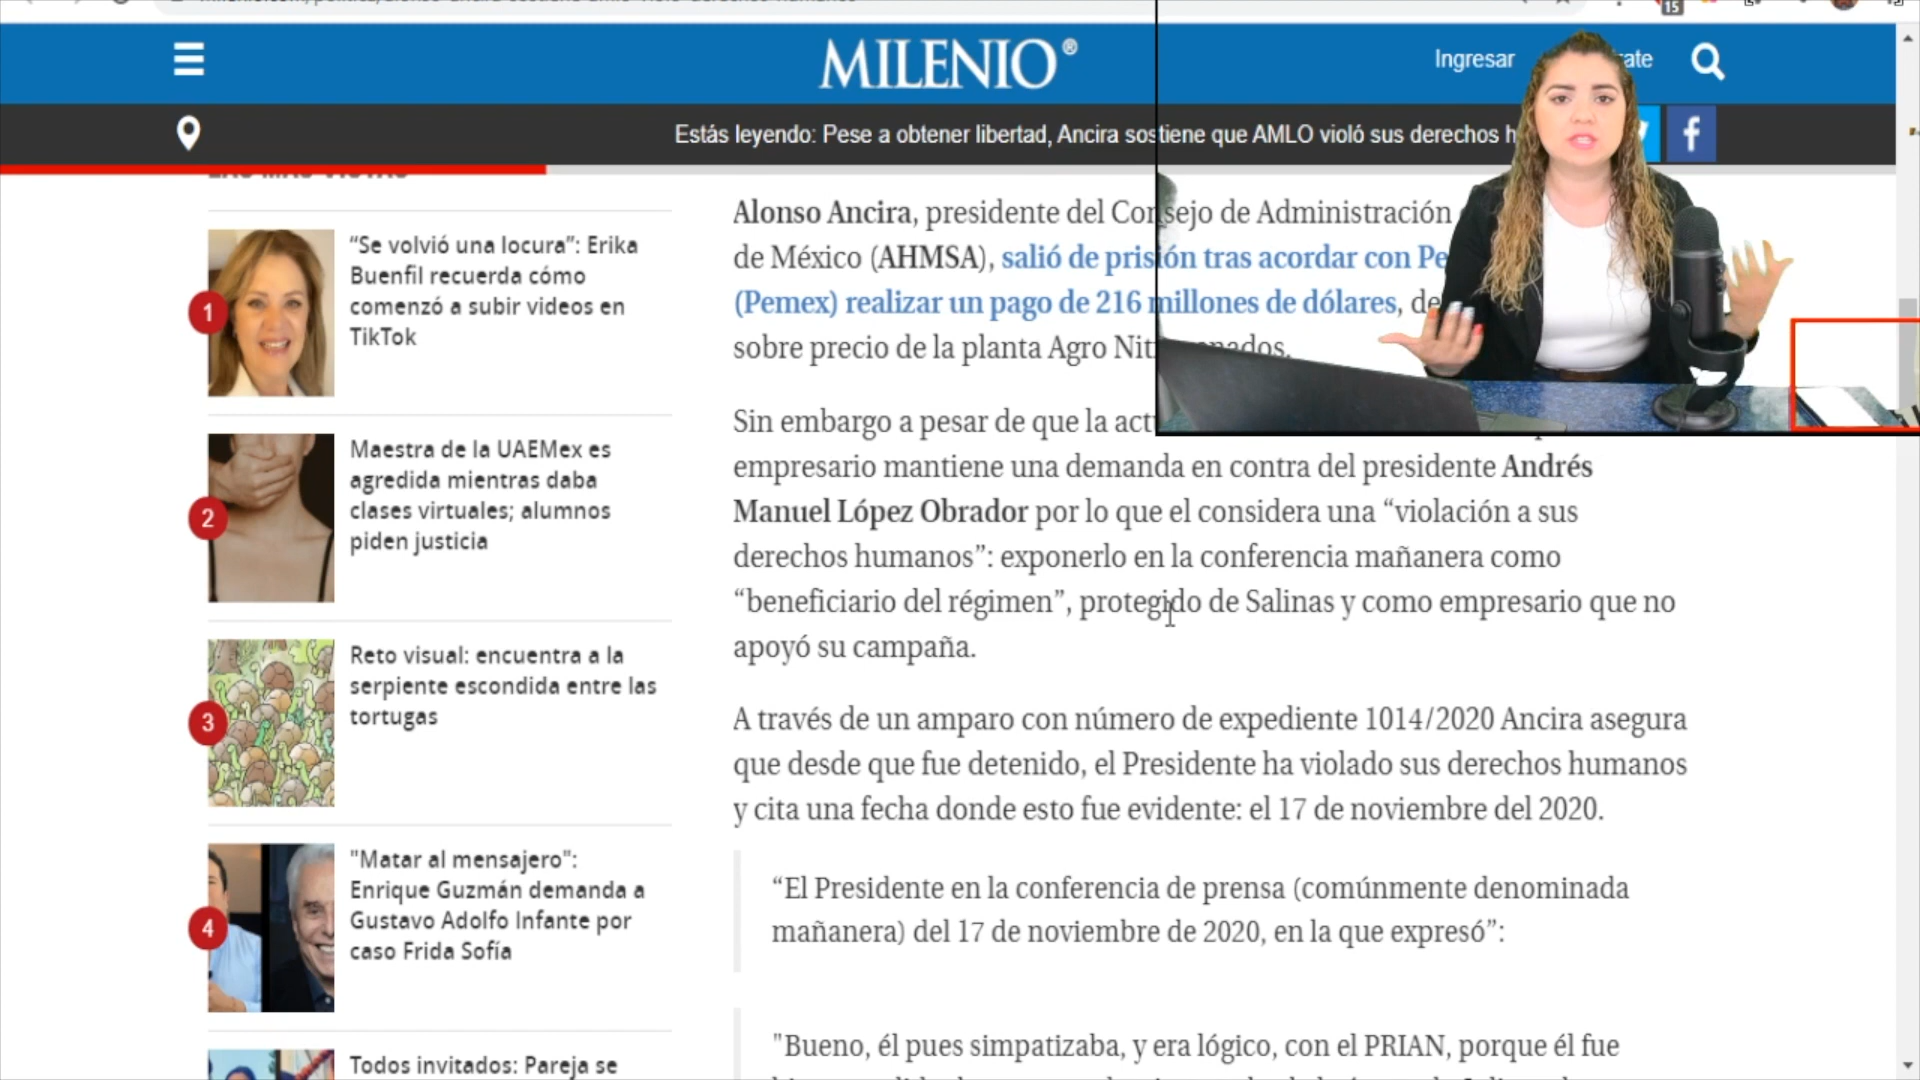 15
MILENIO®
Ingresar
Estás leyendo: Pese a obtener libertad, Ancira sostiene que AMLO violó sus derechos
f
LAS MÁS VISTAS
1
“Se volvió una locura”: Erika
Buenfil recuerda cómo
comenzó a subir videos en
TikTok
2
Maestra de la UAEMex es
agredida mientras daba
clases virtuales; alumnos
piden justicia
3
Reto visual: encuentra a la
serpiente escondida entre las
tortugas
4
"Matar al mensajero":
Enrique Guzmán demanda a
Gustavo Adolfo Infante por
caso Frida Sofía
Todos invitados: Pareja se
Alonso Ancira, presidente del Consejo de Administración
de México (AHMSA), salió de prisión tras acordar con
(Pemex) realizar un pago de 216 millones de dólares,
sobre precio de la planta Agro
Sin embargo a pesar de que la
empresario mantiene una demanda en contra del presidente Andrés
Manuel López Obrador por lo que el considera una “violación a sus
derechos humanos”: exponerlo en la conferencia mañanera como
“beneficiario del régimen”, protegido de Salinas y como empresario que no
apoyó su campaña.
A través de un amparo con número de expediente 1014/2020 Ancira asegura
que desde que fue detenido, el Presidente ha violado sus derechos humanos
y cita una fecha donde esto fue evidente: el 17 de noviembre del 2020.
“El Presidente en la conferencia de prensa (comúnmente denominada
mañanera) del 17 de noviembre de 2020, en la que expresó”:
"Bueno, él pues simpatizaba, y era lógico, con el PRIAN, porque él fue